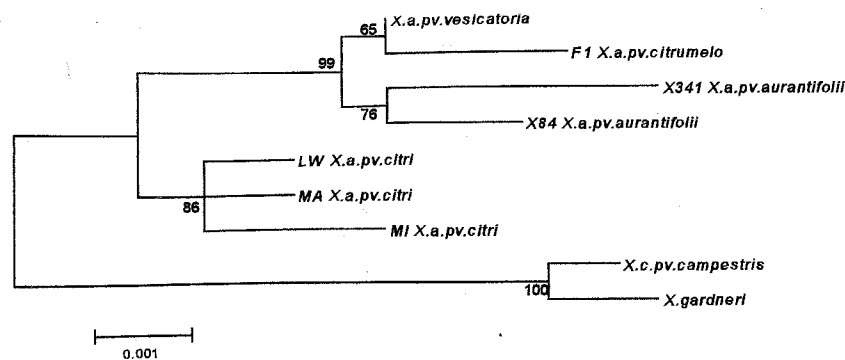 X.a.pv.vesicatoria
65
F1 X.a.pv.citrumelo
99
X341 X.a.pv.aurantifolii
76
X84 X.a.pv.aurantifolii
LW X.a.pv.citri
MA X.a.pv.citri
86
MI X.a.pv.citri
X.c.pv.campestris
100
X.gardneri
0.001